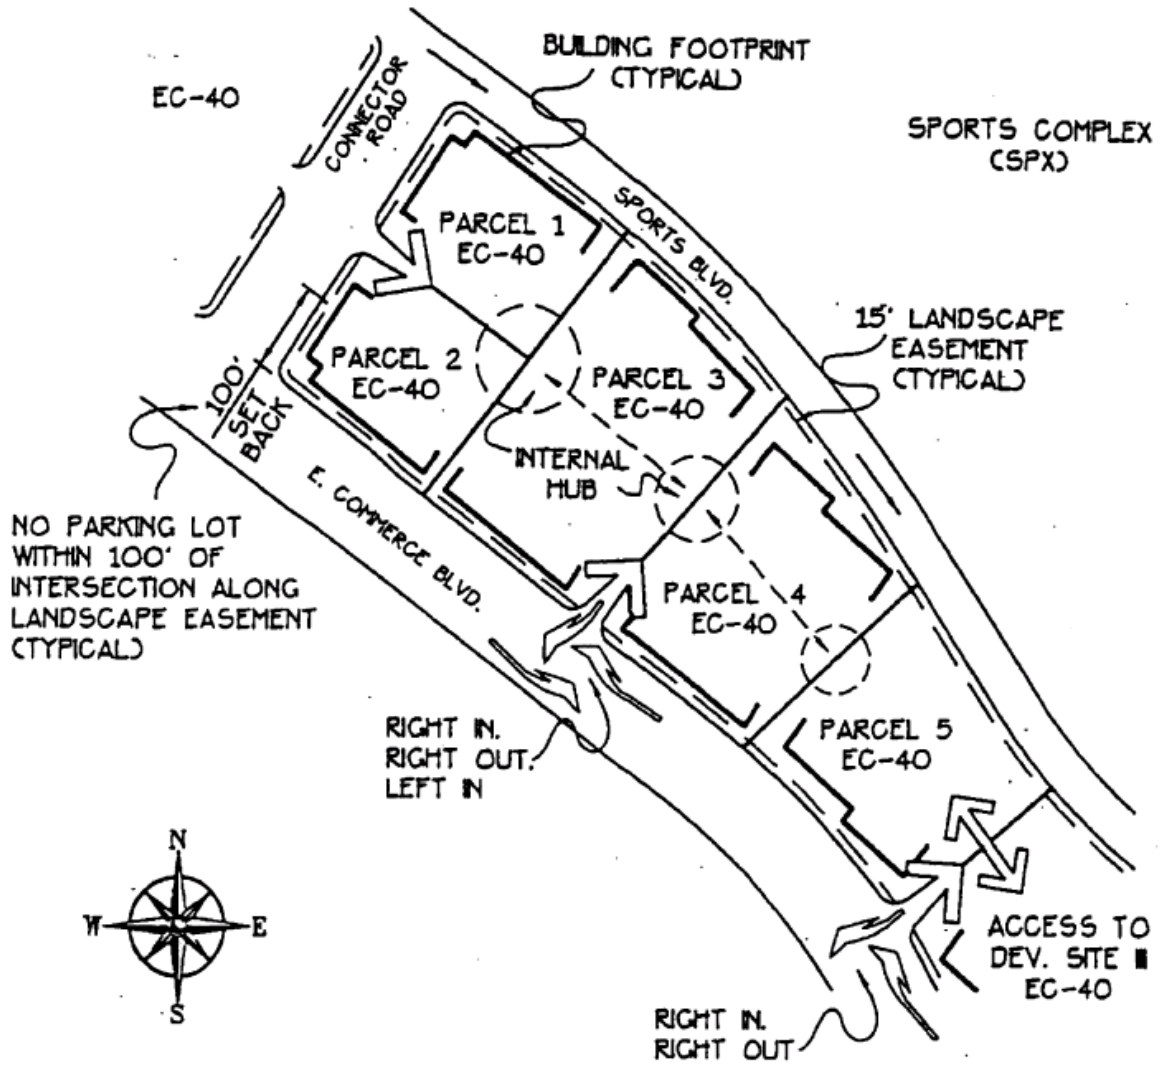 BUILDING FOOTPRINT
(TYPICAL)
EC-40
CONNECTOR
ROAD
SPORTS COMPLEX
(SPX)
SPORTS BLVD.
PARCEL 1
EC-40
15' LANDSCAPE
EASEMENT
(TYPICAL)
PARCEL 2
EC-40
PARCEL 3
EC-40
100'
SET
BACK
INTERNAL
HUB
E. COMMERCE BLVD.
NO PARKING LOT
WITHIN 100' OF
INTERSECTION ALONG
LANDSCAPE EASEMENT
(TYPICAL)
PARCEL 4
EC-40
RIGHT IN.
RIGHT OUT.
LEFT IN
PARCEL 5
EC-40
N
W
E
S
ACCESS TO
DEV. SITE
EC-40
RIGHT IN.
RIGHT OUT